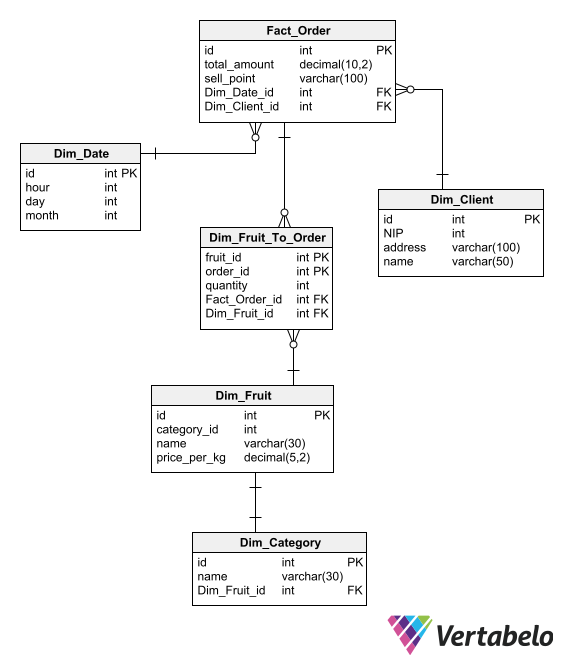 Fact_Order
id int PK
total_amount decimal(10,2)
sell_point varchar(100)
Dim_Date_id int FK
Dim_Client_id int FK
Dim_Date
id int PK
hour int
day int
month int
Dim_Client
id int PK
NIP int
address varchar(100)
name varchar(50)
Dim_Fruit_To_Order
fruit_id int PK
order_id int PK
quantity int
Fact_Order_id int FK
Dim_Fruit_id int FK
Dim_Fruit
id int PK
category_id int
name varchar(30)
price_per_kg decimal(5,2)
Dim_Category
id int PK
name varchar(30)
Dim_Fruit_id int FK
Vertabelo